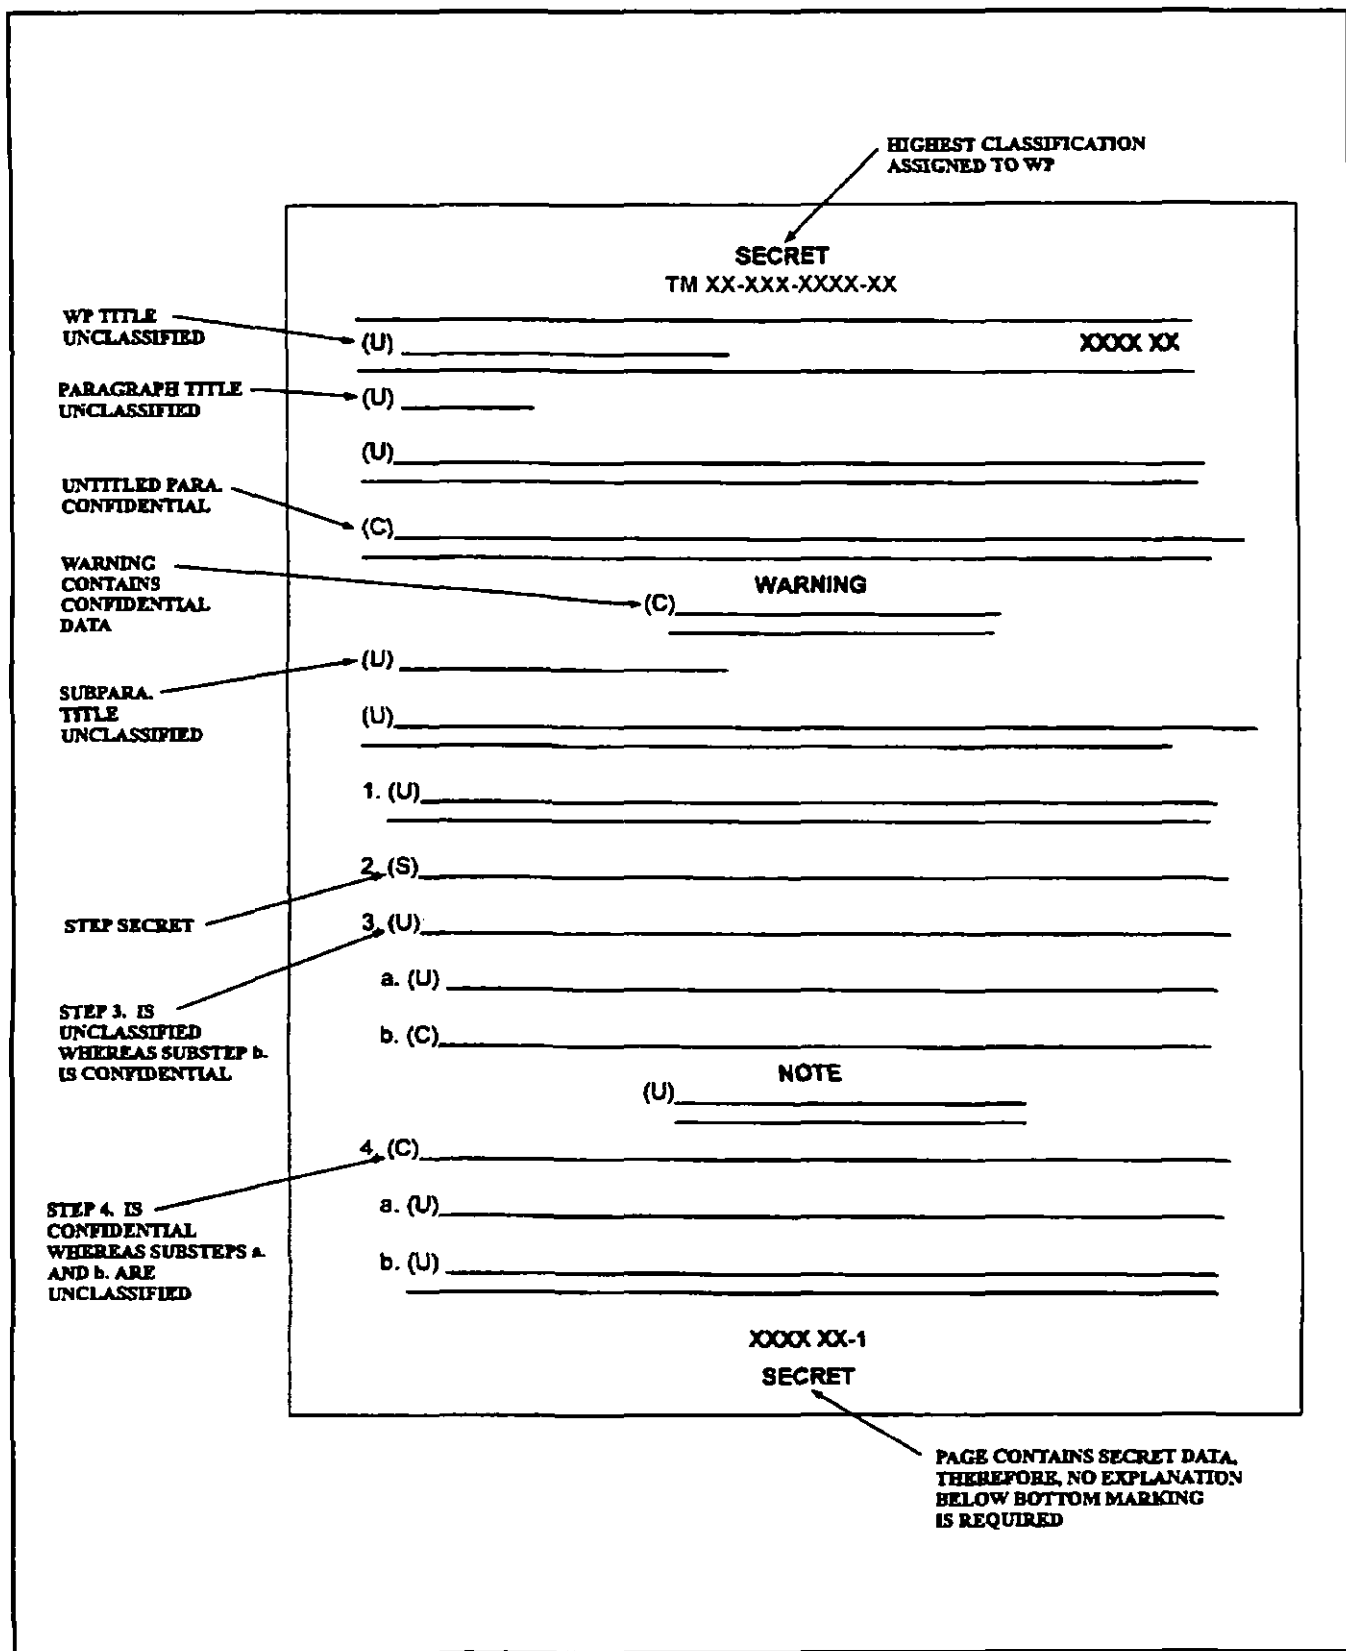 HIGHEST CLASSIFICATION
ASSIGNED TO WP
SECRET
TM XX-XXX-XXXX-XX
WP TITLE
UNCLASSIFIED
(U)
XXXX XX
PARAGRAPH TITLE
UNCLASSIFIED
(U)
(U)
UNTITLED PARA.
CONFIDENTIAL
(C)
WARNING
CONTAINS
CONFIDENTIAL
DATA
WARNING
(C)
(U)
SUBPARA.
TITLE
UNCLASSIFIED
(U)
1. (U)
2. (S)
STEP SECRET
3. (U)
a. (U)
STEP 3. IS
UNCLASSIFIED
WHEREAS SUBSTEP b.
IS CONFIDENTIAL
b. (C)
NOTE
(U)
4. (C)
STEP 4. IS
CONFIDENTIAL
WHEREAS SUBSTEPS a.
AND b. ARE
UNCLASSIFIED
a. (U)
b. (U)
XXXX XX-1
SECRET
PAGE CONTAINS SECRET DATA,
THEREFORE, NO EXPLANATION
BELOW BOTTOM MARKING
IS REQUIRED